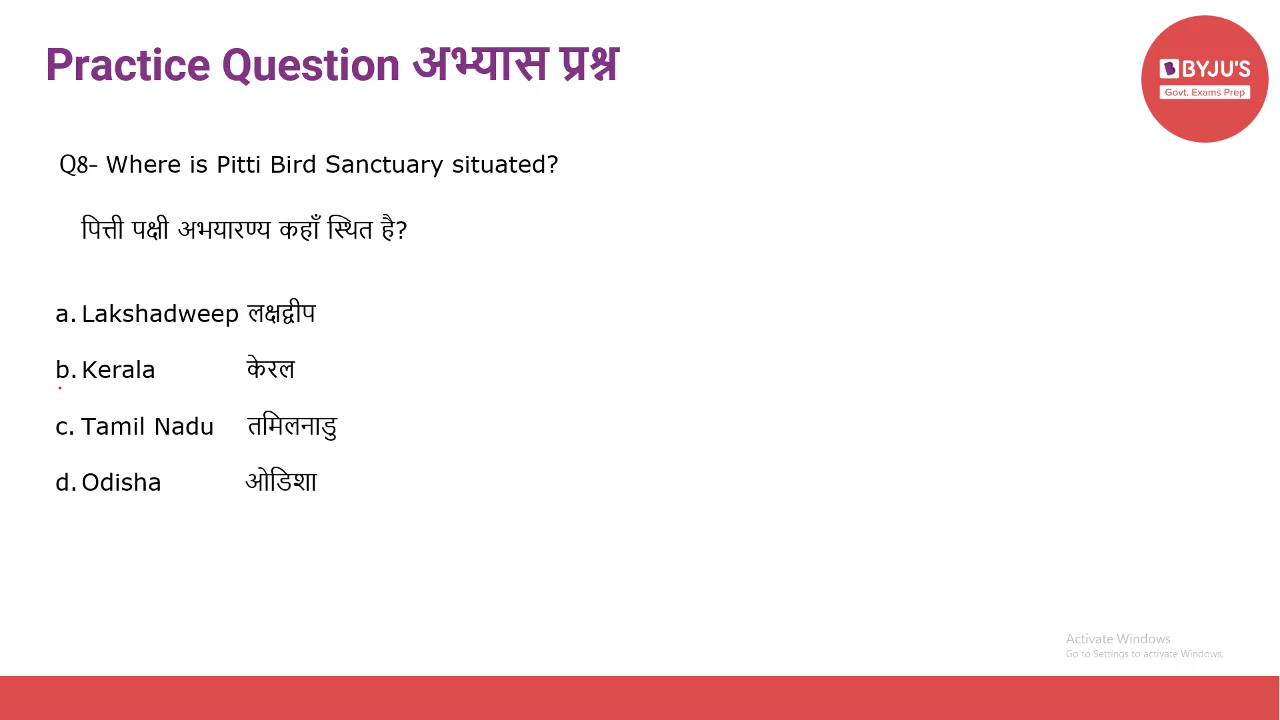 Practice Question अभ्यास प्रश्न
BYJU'S
Govt. Exams Prep
Q8- Where is Pitti Bird Sanctuary situated?
पित्ती पक्षी अभयारण्य कहाँ स्थित है?
a. Lakshadweep लक्षद्वीप
b. Kerala केरल
c. Tamil Nadu तमिलनाडु
d. Odisha ओडिशा
Activate Windows
Go to Settings to activate Windows.